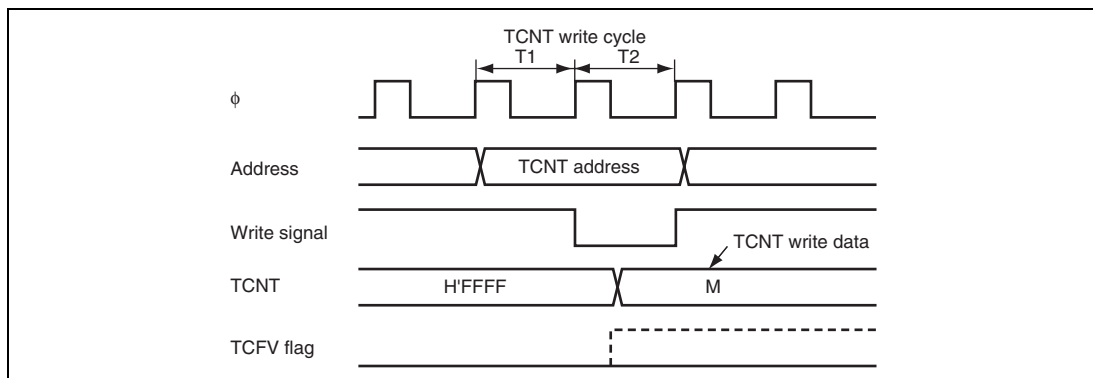 TCNT write cycle
T1 T2
ϕ
Address TCNT address
Write signal
TCNT write data
TCNT H'FFFF M
TCFV flag